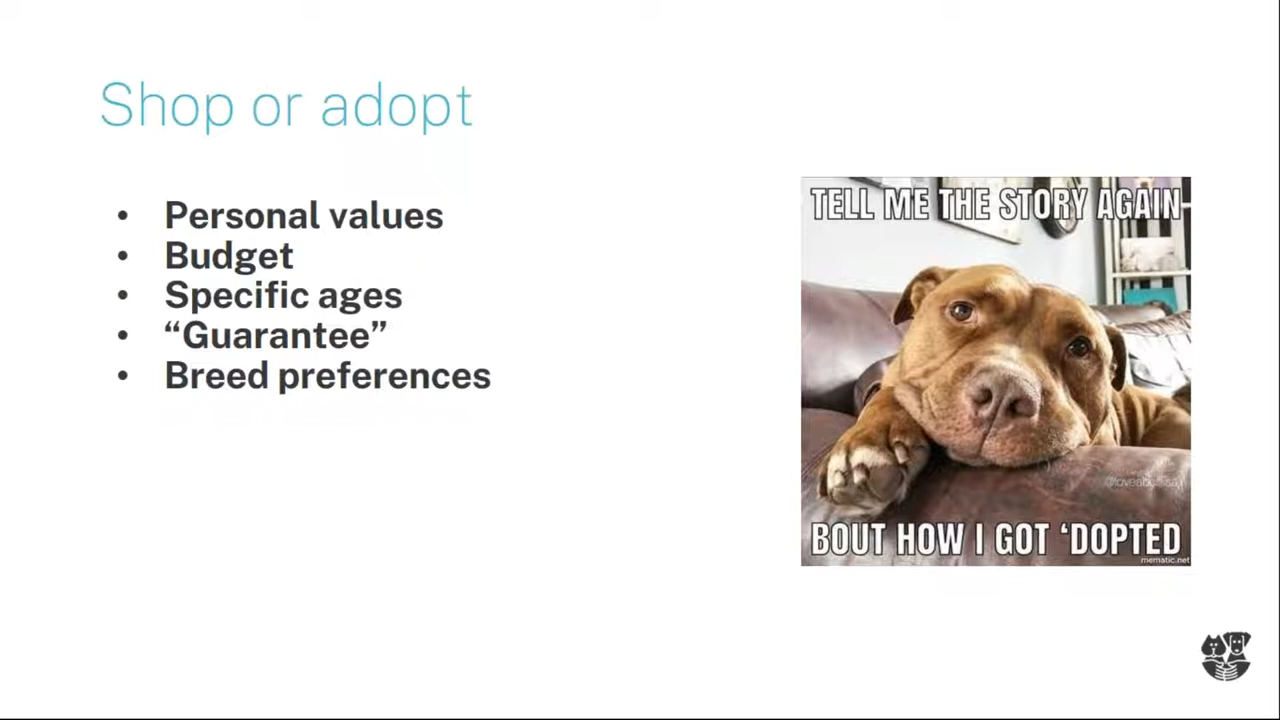 Shop or adopt
• Personal values
• Budget
• Specific ages
• “Guarantee”
• Breed preferences
TELL ME THE STORY AGAIN
BOUT HOW I GOT ‘DOPTED
mematic.net